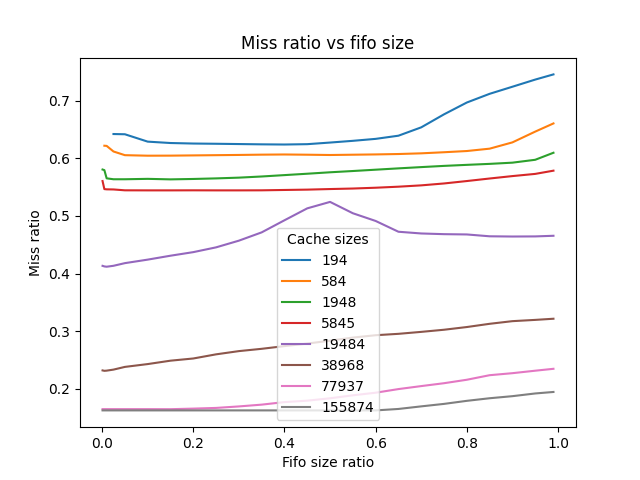 Miss ratio vs fifo size
Miss ratio
0.7
0.6
0.5
0.4
0.3
0.2
Cache sizes
194
584
1948
5845
19484
38968
77937
155874
0.0 0.2 0.4 0.6 0.8 1.0
Fifo size ratio